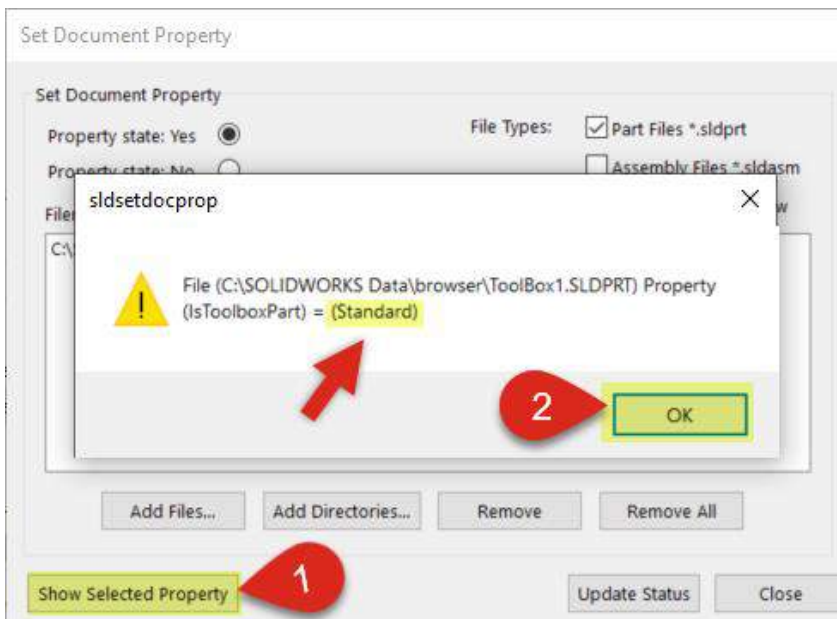 Set Document Property
Set Document Property
Property state: Yes
File Types:
Part Files *.sldprt
Property state: No
Assembly Files *.sldasm
sldsetdocprop
w
C:\
File (C:\SOLIDWORKS Data\browser\ToolBox1.SLDPRT) Property
(IsToolboxPart) = (Standard)
!
2
OK
Add Files...
Add Directories...
Remove
Remove All
Show Selected Property
1
Update Status
Close